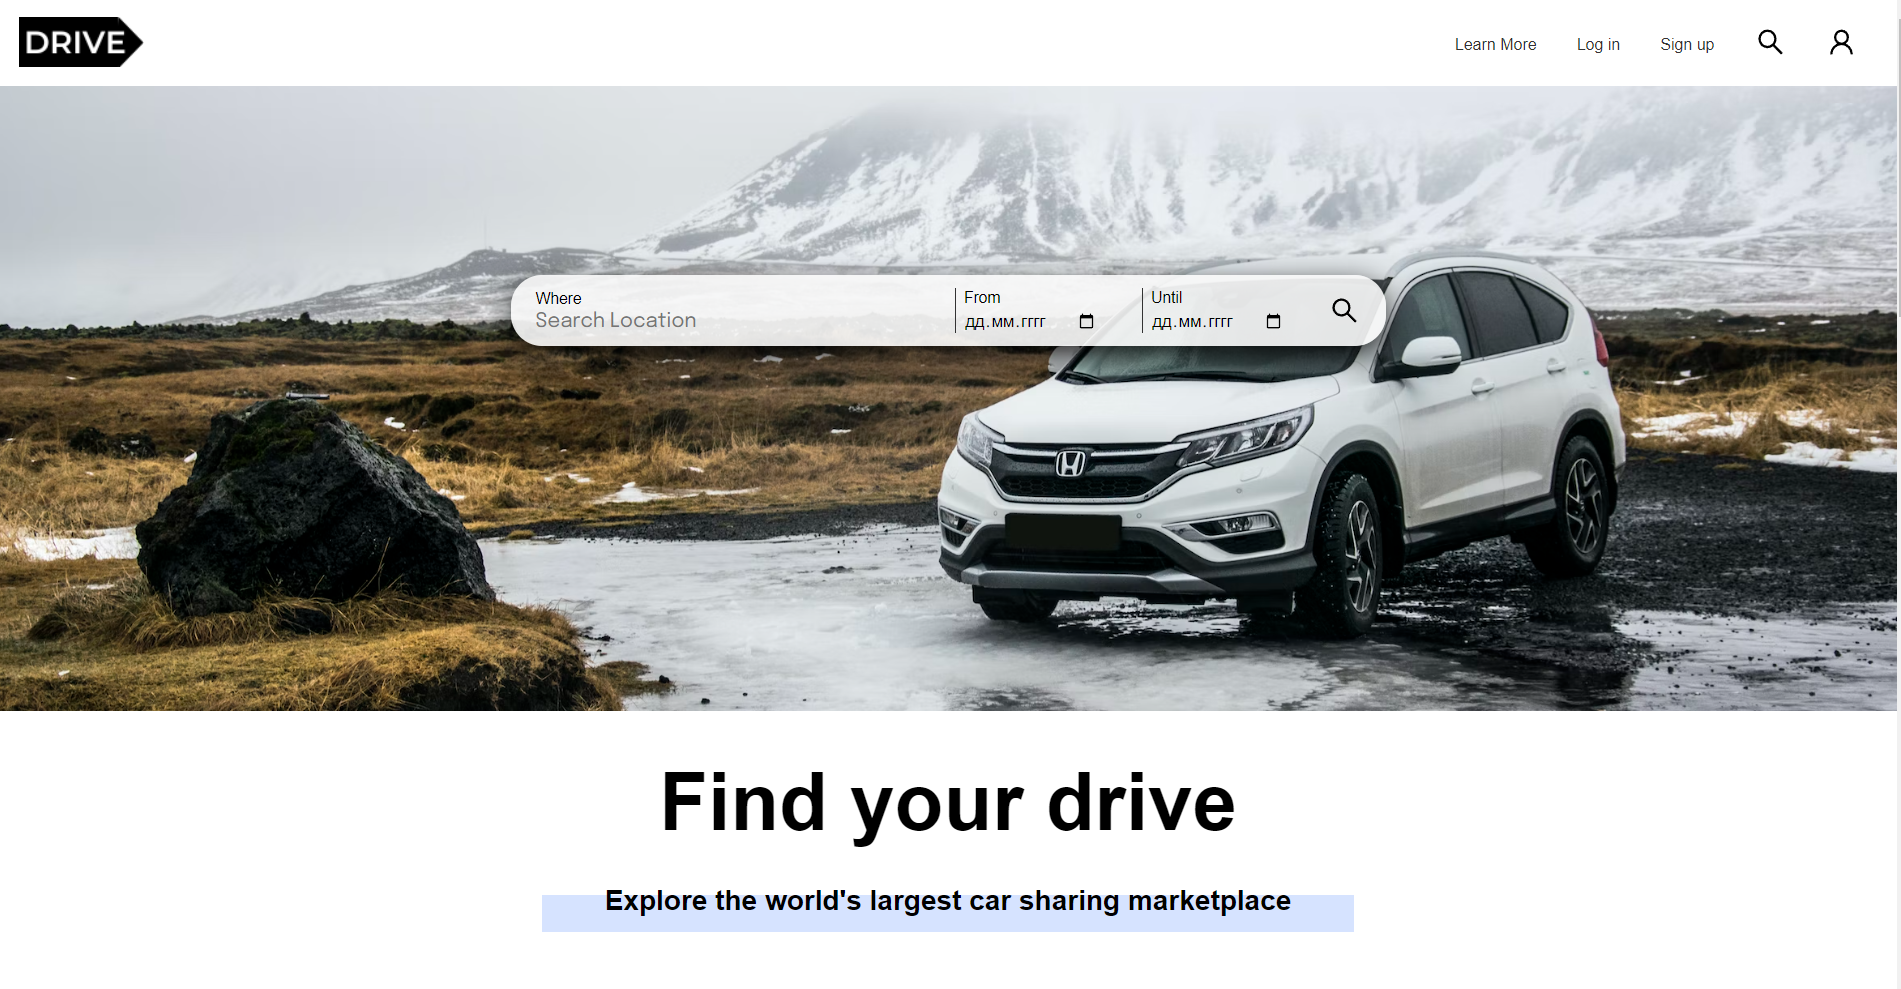 DRIVE
Learn More
Log in
Sign up
Where
Search Location
From
дд.мм.гггг
Until
дд.мм.гггг
Find your drive
Explore the world's largest car sharing marketplace